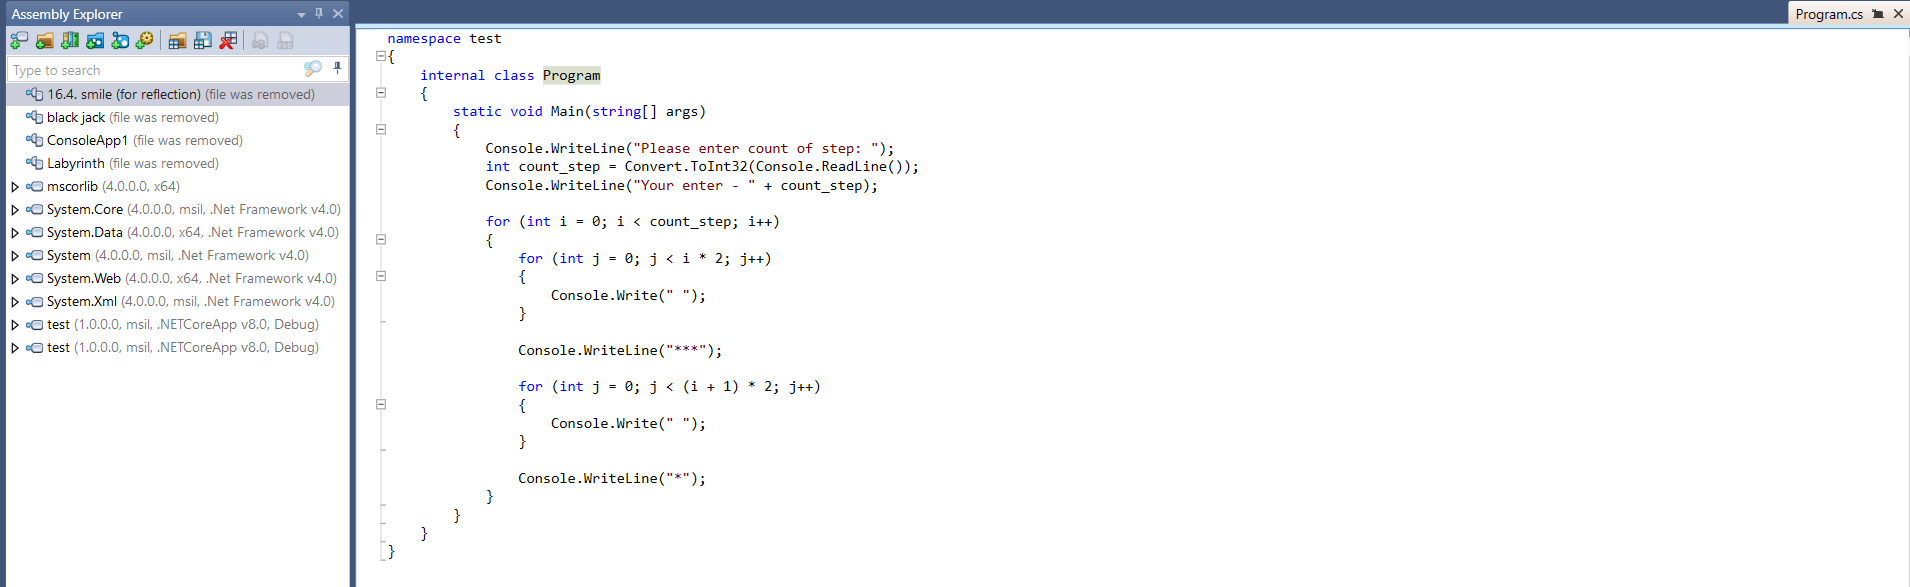 Assembly Explorer
Type to search
16.4. smile (for reflection) (file was removed)
black jack (file was removed)
ConsoleApp1 (file was removed)
Labyrinth (file was removed)
mscorlib (4.0.0.0, x64)
System.Core (4.0.0.0, msil, .Net Framework v4.0)
System.Data (4.0.0.0, x64, .Net Framework v4.0)
System (4.0.0.0, msil, .Net Framework v4.0)
System.Web (4.0.0.0, x64, .Net Framework v4.0)
System.Xml (4.0.0.0, msil, .Net Framework v4.0)
test (1.0.0.0, msil, .NETCoreApp v8.0, Debug)
test (1.0.0.0, msil, .NETCoreApp v8.0, Debug)
Program.cs
namespace test
{
    internal class Program
    {
        static void Main(string[] args)
        {
            Console.WriteLine("Please enter count of step: ");
            int count_step = Convert.ToInt32(Console.ReadLine());
            Console.WriteLine("Your enter - " + count_step);

            for (int i = 0; i < count_step; i++)
            {
                for (int j = 0; j < i * 2; j++)
                {
                    Console.Write(" ");
                }

                Console.WriteLine("***");

                for (int j = 0; j < (i + 1) * 2; j++)
                {
                    Console.Write(" ");
                }

                Console.WriteLine("*");
            }
        }
    }
}